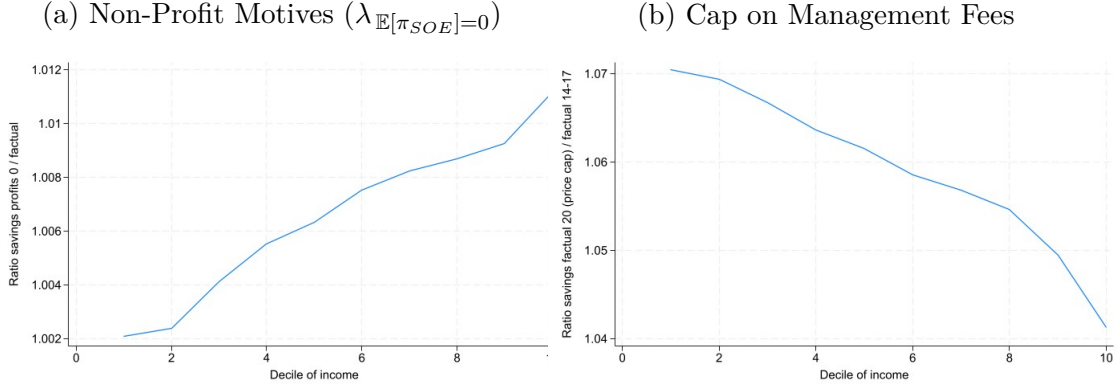 (a) Non-Profit Motives (λ𝔼[π_SOE]=0)
(b) Cap on Management Fees
Ratio savings profits 0 / factual
1.012
1.01
1.008
1.006
1.004
1.002
0 2 4 6 8
Decile of income
Ratio savings factual 20 (price cap) / factual 14-17
1.07
1.06
1.05
1.04
0 2 4 6 8 10
Decile of income